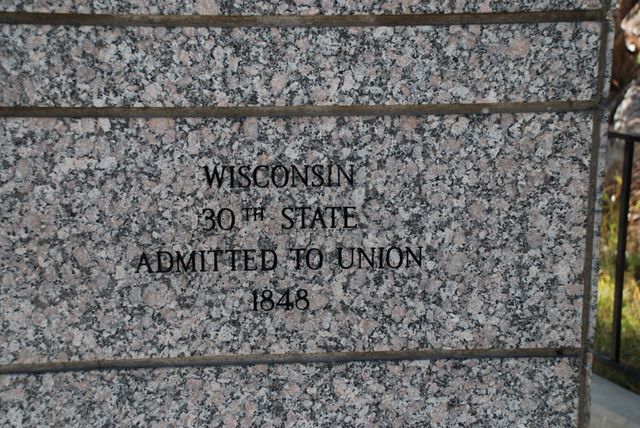 WISCONSIN
30TH STATE
ADMITTED TO UNION
1848